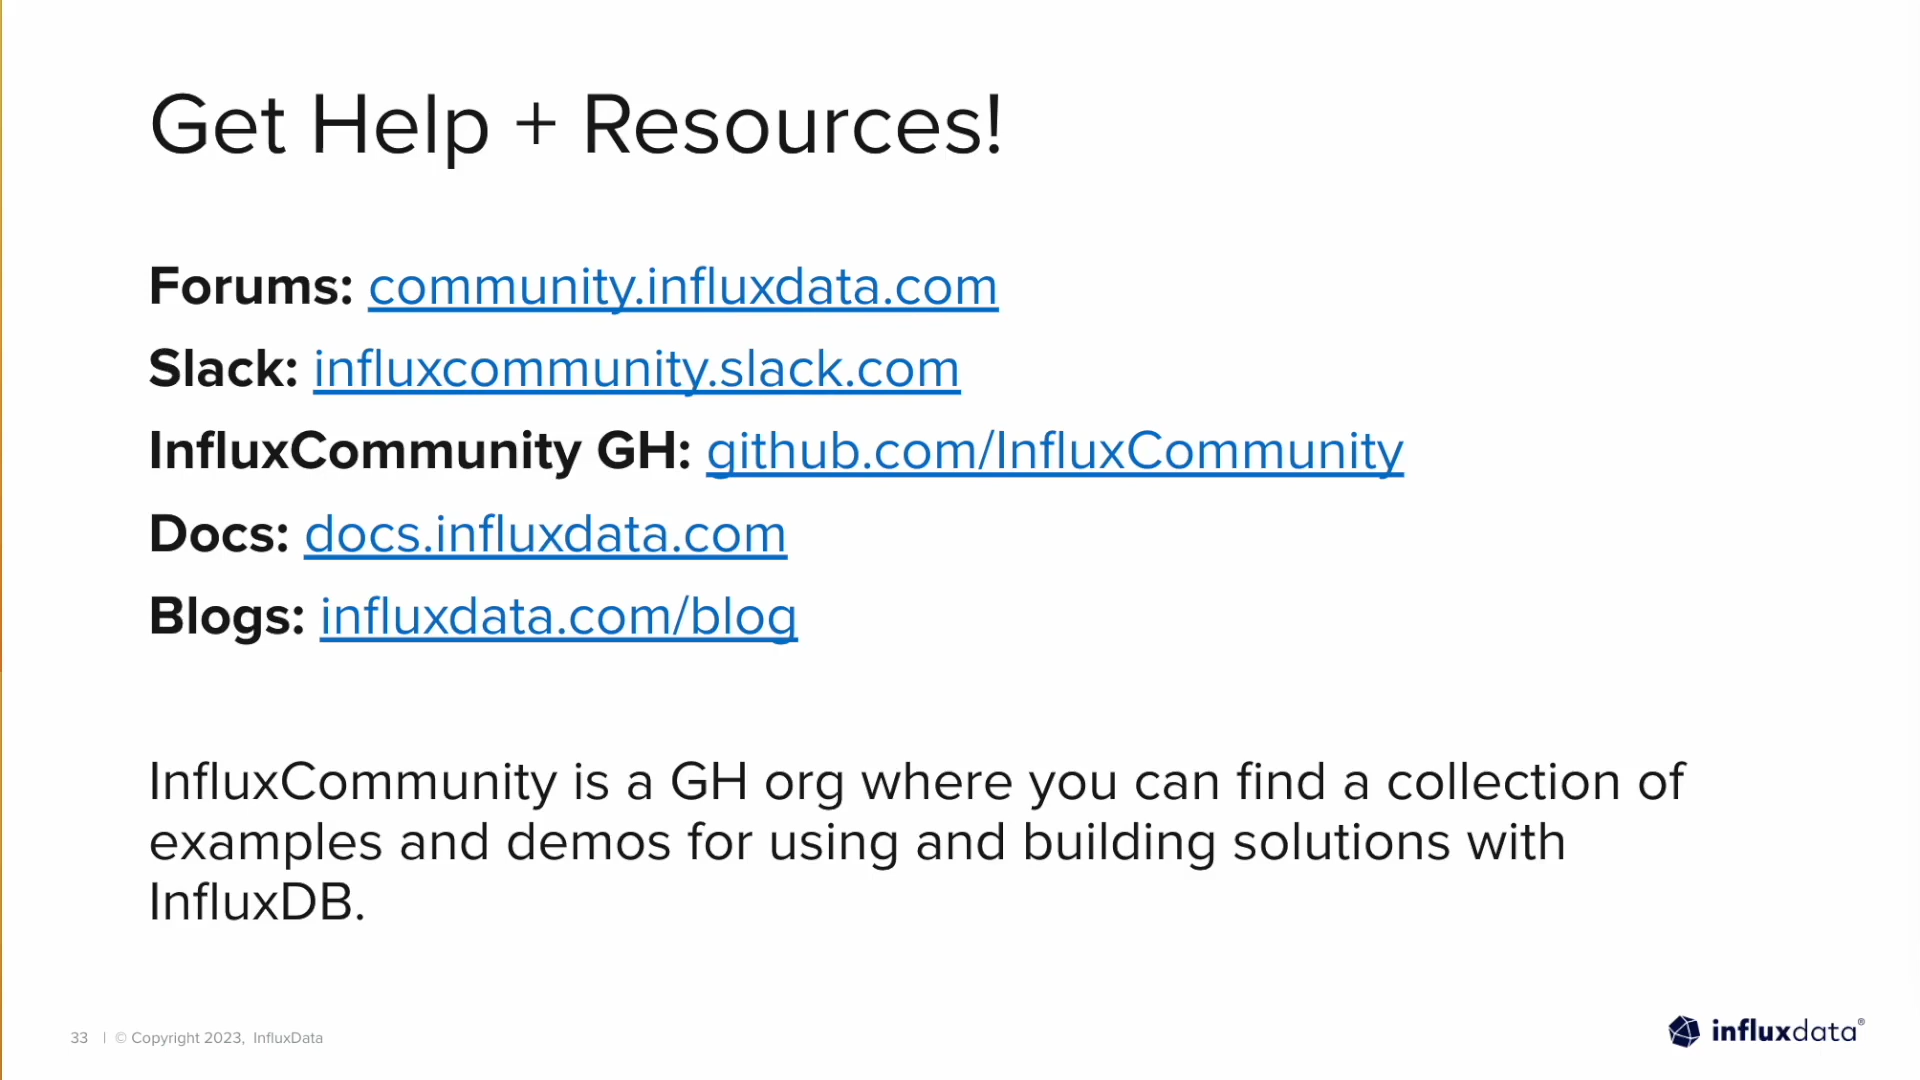 Get Help + Resources!
Forums: community.influxdata.com
Slack: influxcommunity.slack.com
InfluxCommunity GH: github.com/InfluxCommunity
Docs: docs.influxdata.com
Blogs: influxdata.com/blog
InfluxCommunity is a GH org where you can find a collection of
examples and demos for using and building solutions with
InfluxDB.
33 | © Copyright 2023, InfluxData
influxdata®